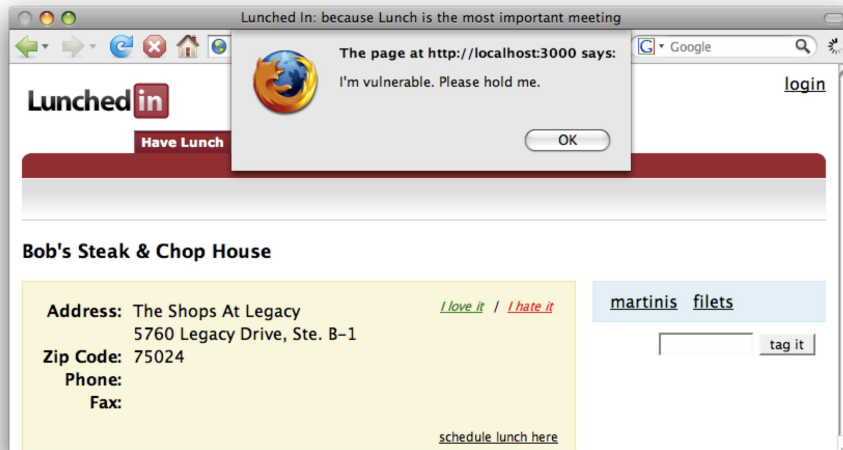 Lunched In: because Lunch is the most important meeting
G Google
The page at http://localhost:3000 says:
I'm vulnerable. Please hold me.
OK
login
Lunched in
Have Lunch
Bob's Steak & Chop House
Address: The Shops At Legacy
5760 Legacy Drive, Ste. B-1
Zip Code: 75024
Phone:
Fax:
I love it / I hate it
schedule lunch here
martinis filets
tag it